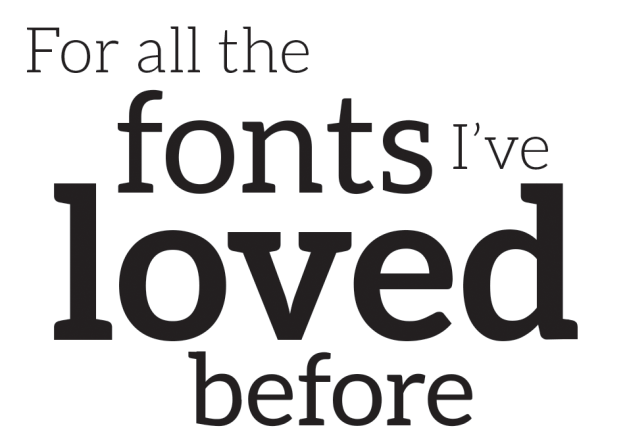 For all the
fonts I’ve
loved
before